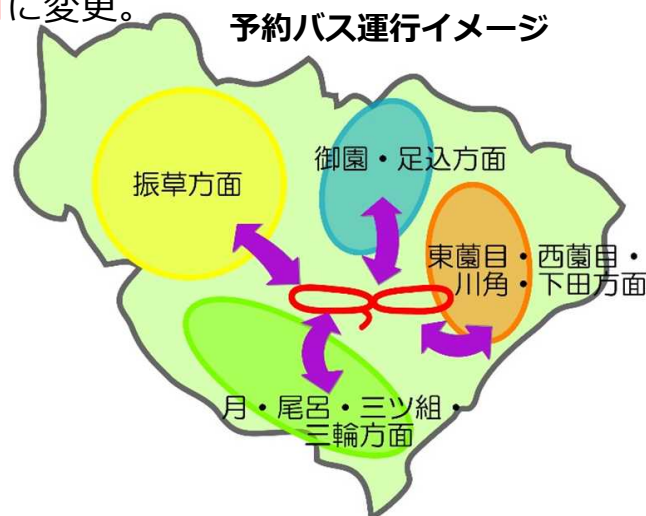 に変更。
予約バス運行イメージ
振草方面
御園・足込方面
東薗目・西薗目・
川角・下田方面
月・尾呂・三ツ組・
三輪方面